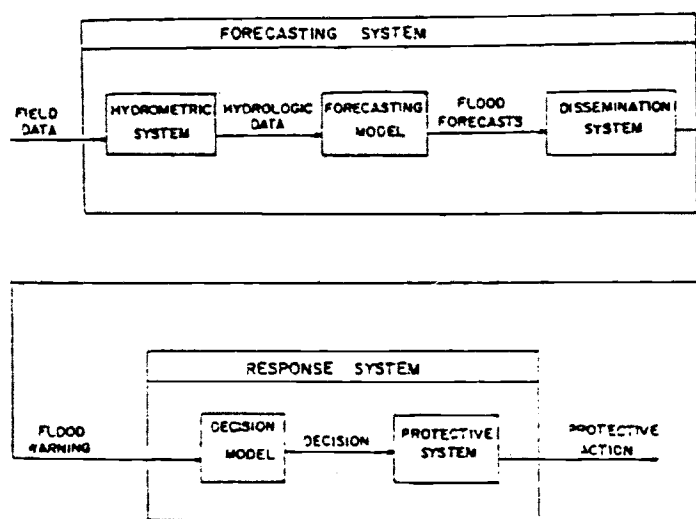 FORECASTING SYSTEM
FIELD
DATA
HYDROMETRIC
SYSTEM
HYDROLOGIC
DATA
FORECASTING
MODEL
FLOOD
FORECASTS
DISSEMINATION
SYSTEM
RESPONSE SYSTEM
FLOOD
WARNING
DECISION
MODEL
DECISION
PROTECTIVE
SYSTEM
PROTECTIVE
ACTION